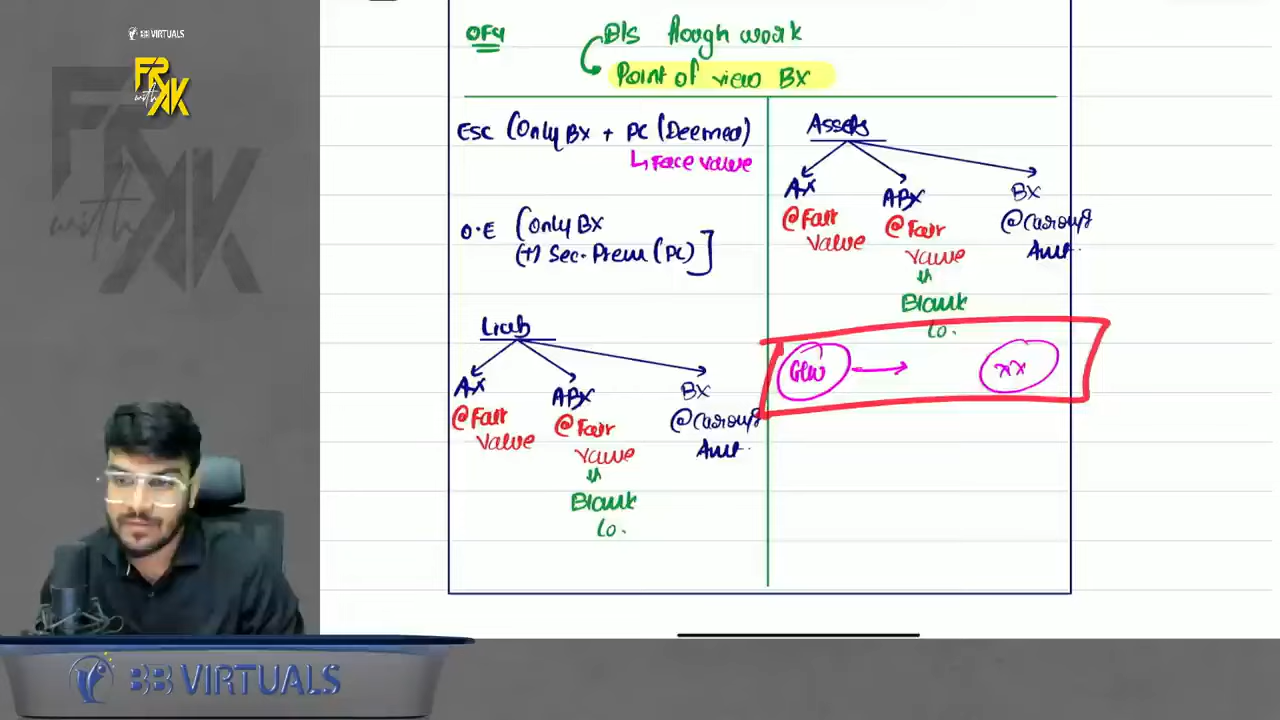 BB VIRTUALS
FR
with
KK
OF4
B/s Rough work
Point of view BX
ESC (Only BX + PC (Deemed)
↳ Face Value
O.E (Only BX
(+) Sec. Prem (PC)]
Liab
AX
@Fair
Value
ABX
@Fair
Value
Blank
Co.
BX
@Carrying
Amt.
Assets
AX
@Fair
Value
ABX
@Fair
Value
Blank
Co.
BX
@Carrying
Amt.
G/W → xx
BB VIRTUALS